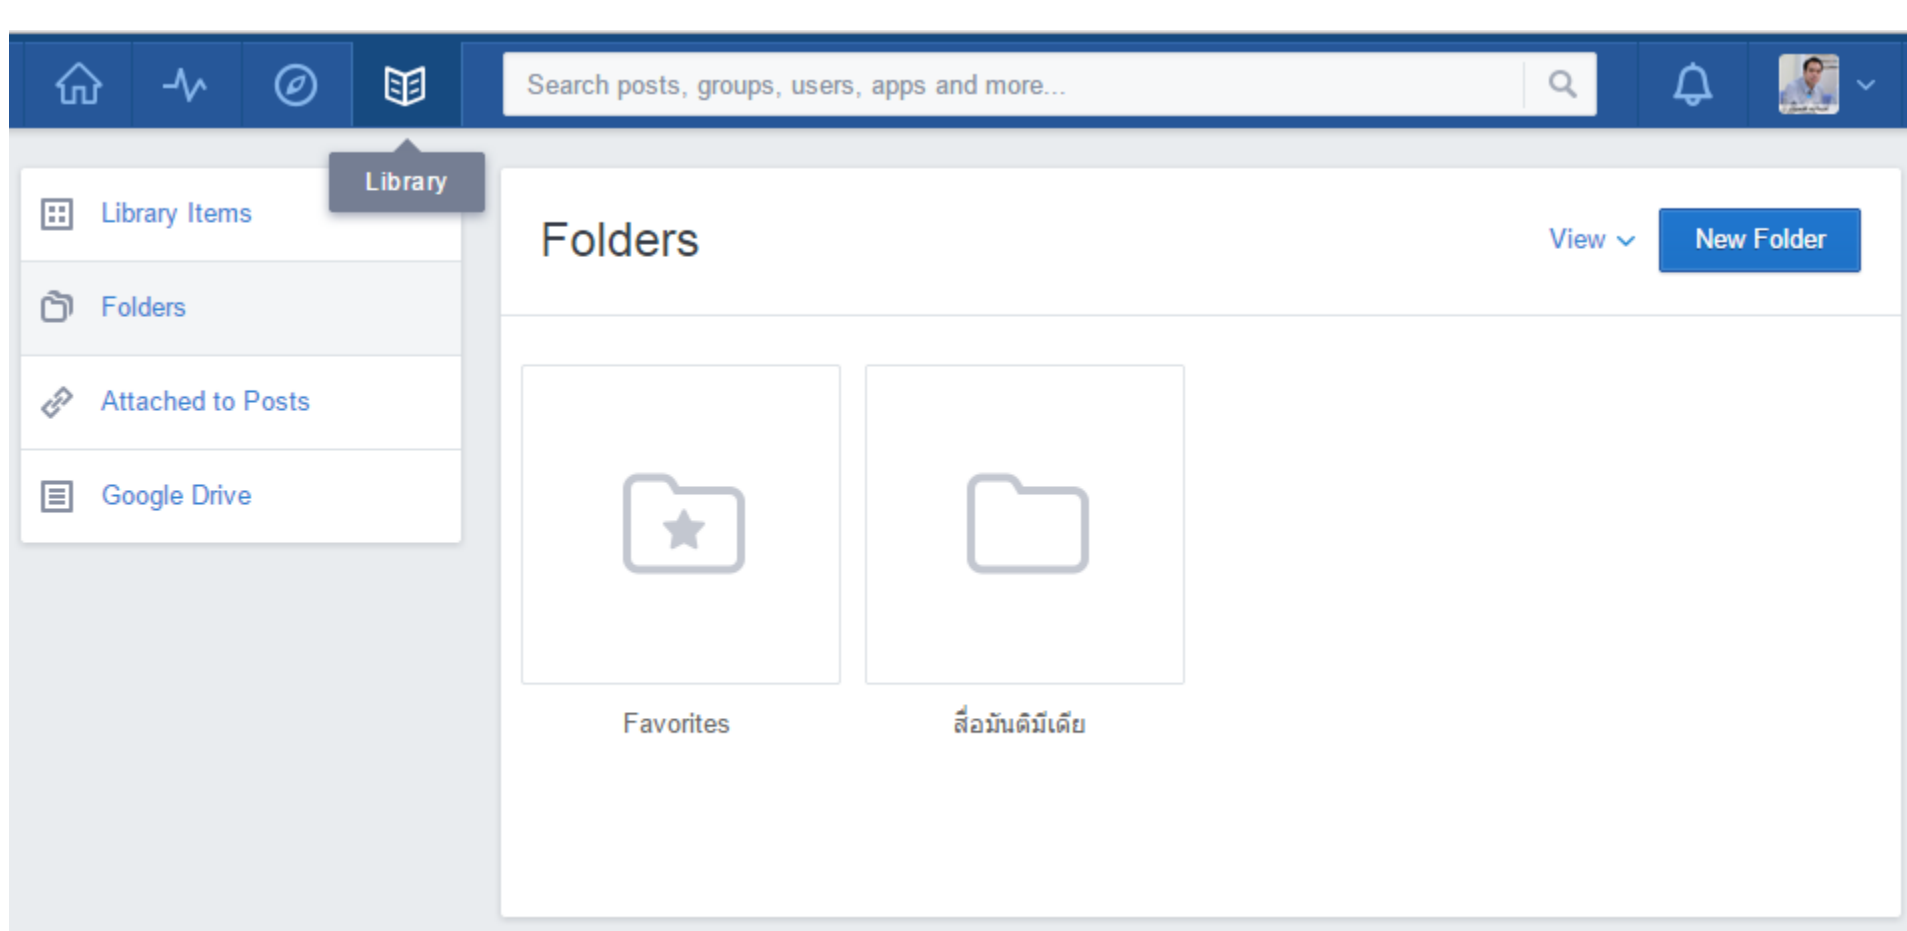 Search posts, groups, users, apps and more...
Library
Library Items
Folders
Attached to Posts
Google Drive
Folders
View
New Folder
Favorites
สื่อมันติมีเดีย